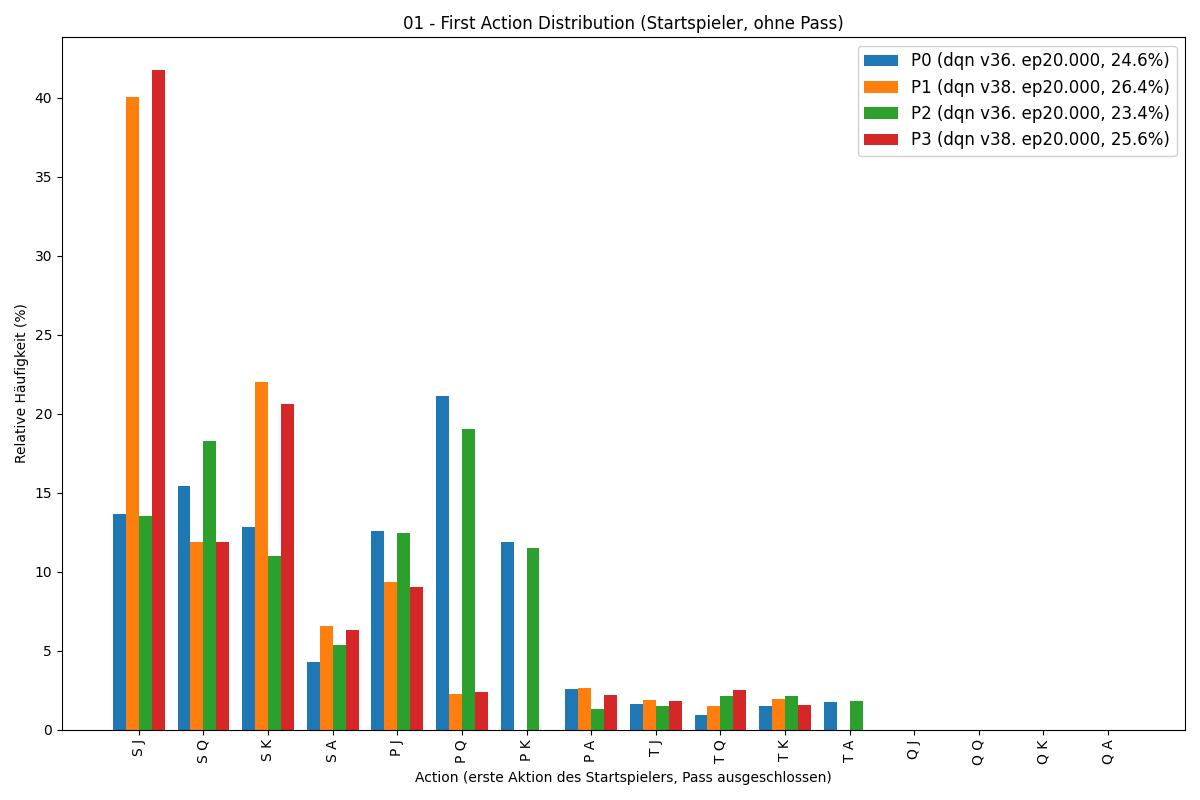 01 - First Action Distribution (Startspieler, ohne Pass)
P0 (dqn v36. ep20.000, 24.6%)
P1 (dqn v38. ep20.000, 26.4%)
P2 (dqn v36. ep20.000, 23.4%)
P3 (dqn v38. ep20.000, 25.6%)
Relative Häufigkeit (%)
40
35
30
25
20
15
10
5
0
S J
S Q
S K
S A
P J
P Q
P K
P A
T J
T Q
T K
T A
Q J
Q Q
Q K
Q A
Action (erste Aktion des Startspielers, Pass ausgeschlossen)